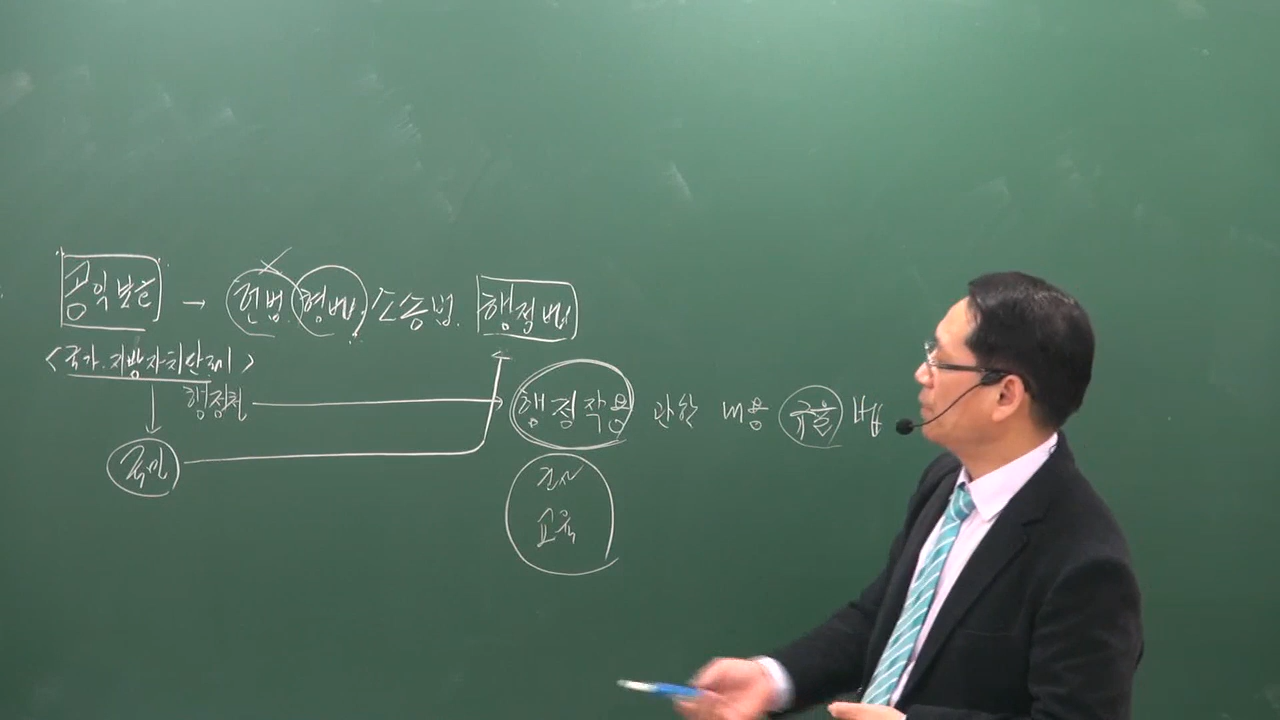 공익보호 → 헌법. 형법. 소송법. 행정법
<국가.지방자치단체>
행정청
행정작용 관한 내용 규율 법
국민
교육